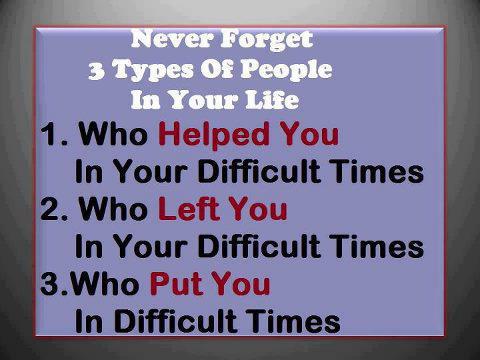 Never Forget
3 Types Of People
In Your Life
1. Who Helped You
In Your Difficult Times
2. Who Left You
In Your Difficult Times
3.Who Put You
In Difficult Times